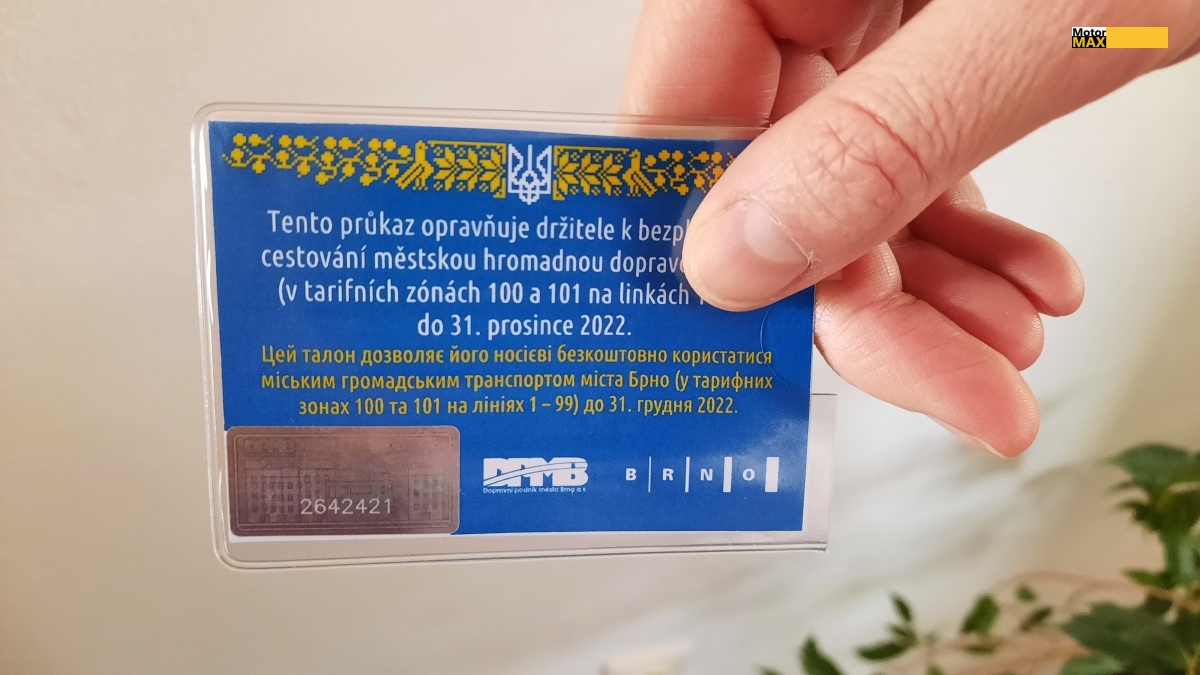 Motor
MAX
Tento průkaz opravňuje držitele k
cestování městskou hromadnou
(v tarifních zónách 100 a 101 na linkách
do 31. prosince 2022.
Цей талон дозволяє його носієві безкоштовно користатися
міським громадським транспортом міста Брно (у тарифних
зонах 100 та 101 на лініях 1 – 99) до 31. грудня 2022.
2642421
DPMB
Dopravní podnik města Brna a.s.
B|R|N|O|